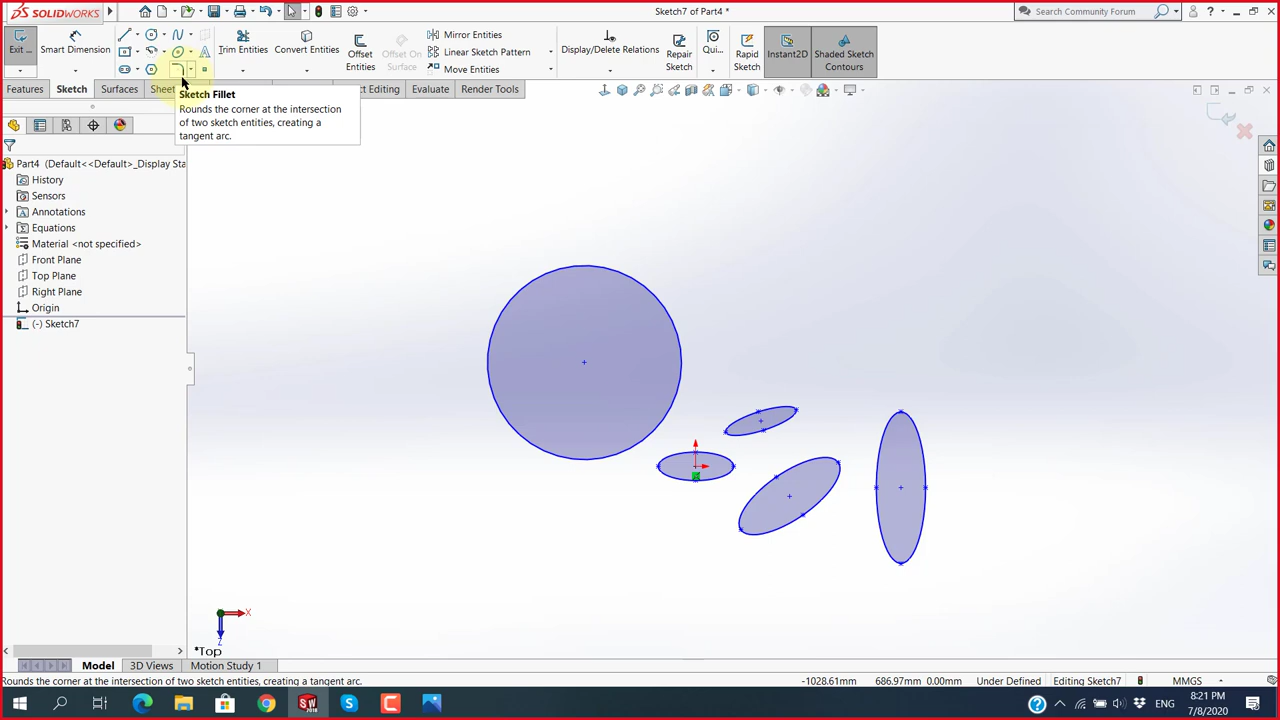 SOLIDWORKS
Sketch7 of Part4 *
Search Community Forum
?
Exit ...
Smart Dimension
Trim Entities
Convert Entities
Offset
Entities
Offset On
Surface
Mirror Entities
Linear Sketch Pattern
Move Entities
Display/Delete Relations
Qui...
Repair
Sketch
Rapid
Sketch
Instant2D
Shaded Sketch
Contours
Features
Sketch
Surfaces
Sheet
ct Editing
Evaluate
Render Tools
Sketch Fillet
Rounds the corner at the intersection
of two sketch entities, creating a
tangent arc.
Part4 (Default<<Default>_Display Sta
History
Sensors
Annotations
Equations
Material <not specified>
Front Plane
Top Plane
Right Plane
Origin
(-) Sketch7
X
Z
*Top
Model
3D Views
Motion Study 1
Rounds the corner at the intersection of two sketch entities, creating a tangent arc.
-1028.61mm
686.97mm 0.00mm
Under Defined
Editing Sketch7
MMGS
ENG
8:21 PM
7/8/2020